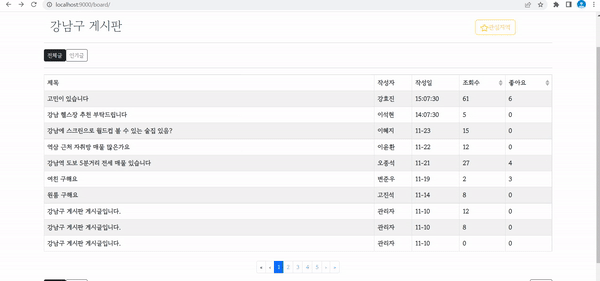 localhost:9000/board/
강남구 게시판
전체글 인기글
제목 작성자 작성일 조회수 좋아요
고민이 있습니다 강효진 15:07:30 61 6
강남 헬스장 추천 부탁드립니다 이석현 14:07:30 5 0
강남에 스크린으로 월드컵 볼 수 있는 술집 있음? 이혜지 11-23 15 0
역삼 근처 자취방 매물 많은가요 이윤환 11-22 12 0
강남역 도보 5분거리 전세 매물 있습니다 오종석 11-21 27 4
여친 구해요 변준우 11-19 2 3
원룸 구해요 고진석 11-14 8 0
강남구 게시판 게시글입니다. 관리자 11-10 12 0
강남구 게시판 게시글입니다. 관리자 11-10 8 0
강남구 게시판 게시글입니다. 관리자 11-10 0 0
« ‹ 1 2 3 4 5 › »